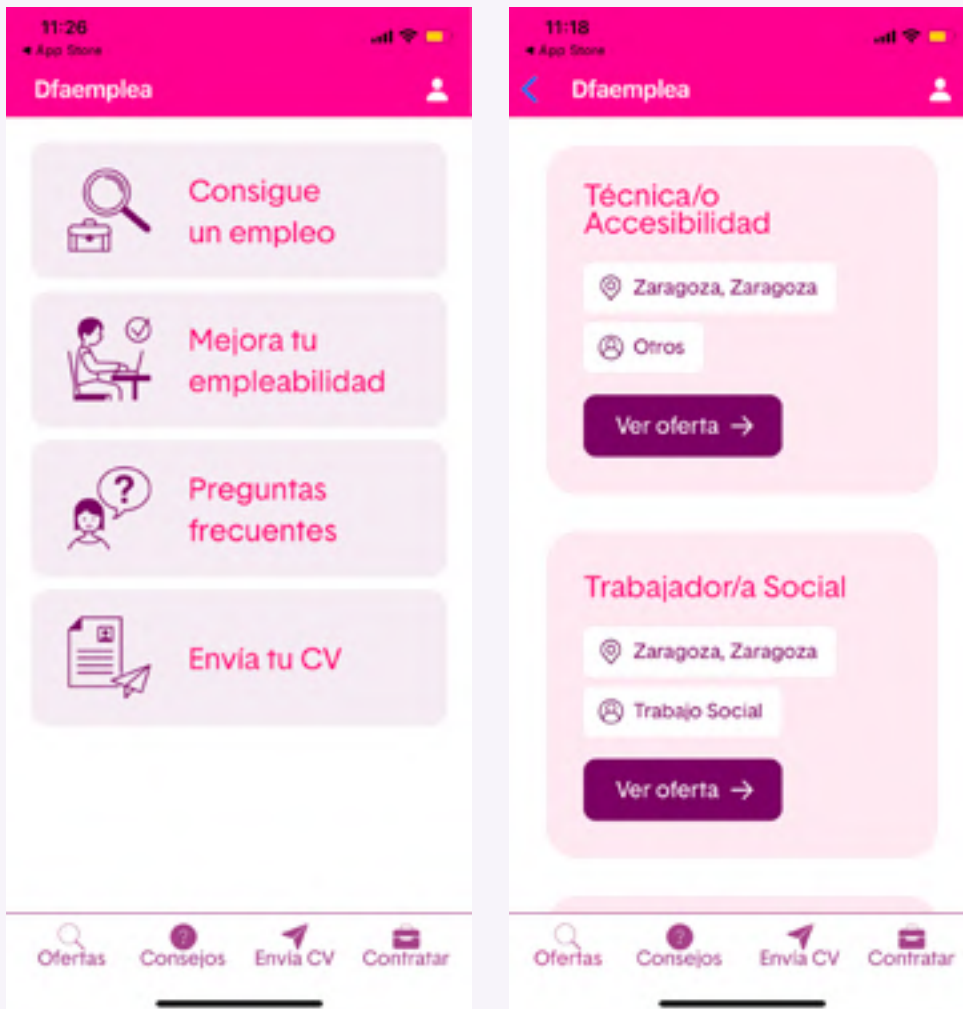 11:26
◀ App Store
Dfaemplea
Consigue
un empleo
Mejora tu
empleabilidad
?
Preguntas
frecuentes
Envía tu CV
?
Ofertas Consejos Envía CV Contratar
11:18
◀ App Store
Dfaemplea
Técnica/o
Accesibilidad
Zaragoza, Zaragoza
Otros
Ver oferta →
Trabajador/a Social
Zaragoza, Zaragoza
Trabajo Social
Ver oferta →
?
Ofertas Consejos Envía CV Contratar